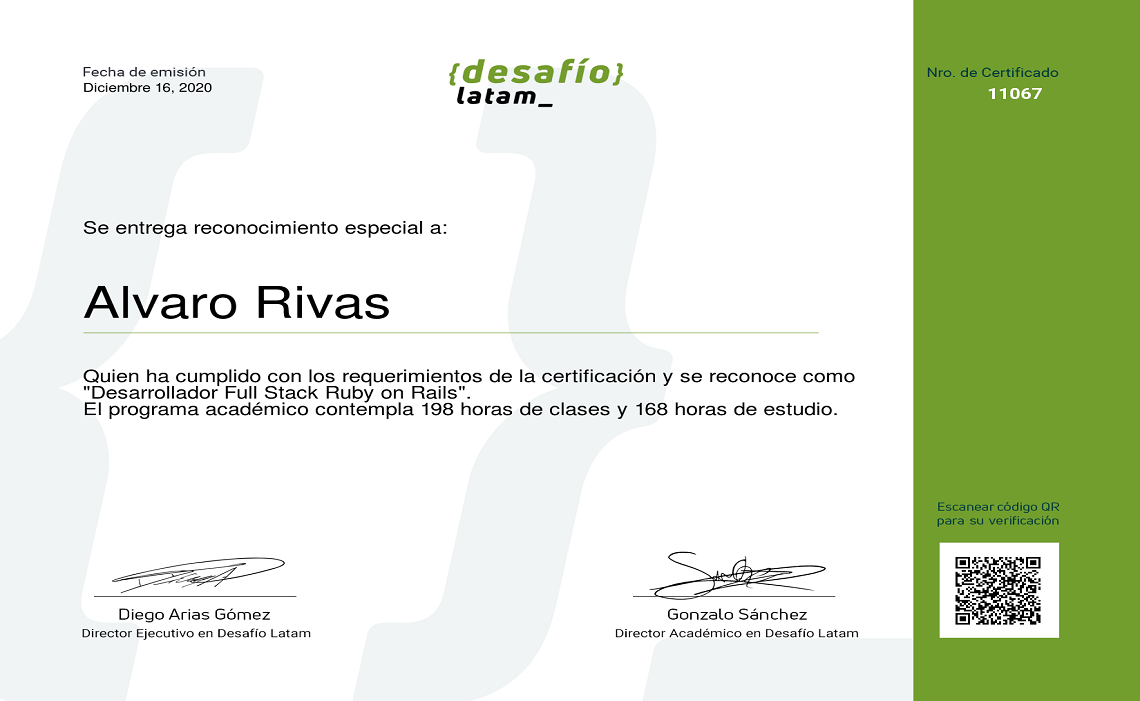 Fecha de emisión
Diciembre 16, 2020
{desafío}
latam_
Nro. de Certificado
11067
Se entrega reconocimiento especial a:
Alvaro Rivas
Quien ha cumplido con los requerimientos de la certificación y se reconoce como
"Desarrollador Full Stack Ruby on Rails".
El programa académico contempla 198 horas de clases y 168 horas de estudio.
Escanear código QR
para su verificación
Diego Arias Gómez
Director Ejecutivo en Desafío Latam
Gonzalo Sánchez
Director Académico en Desafío Latam